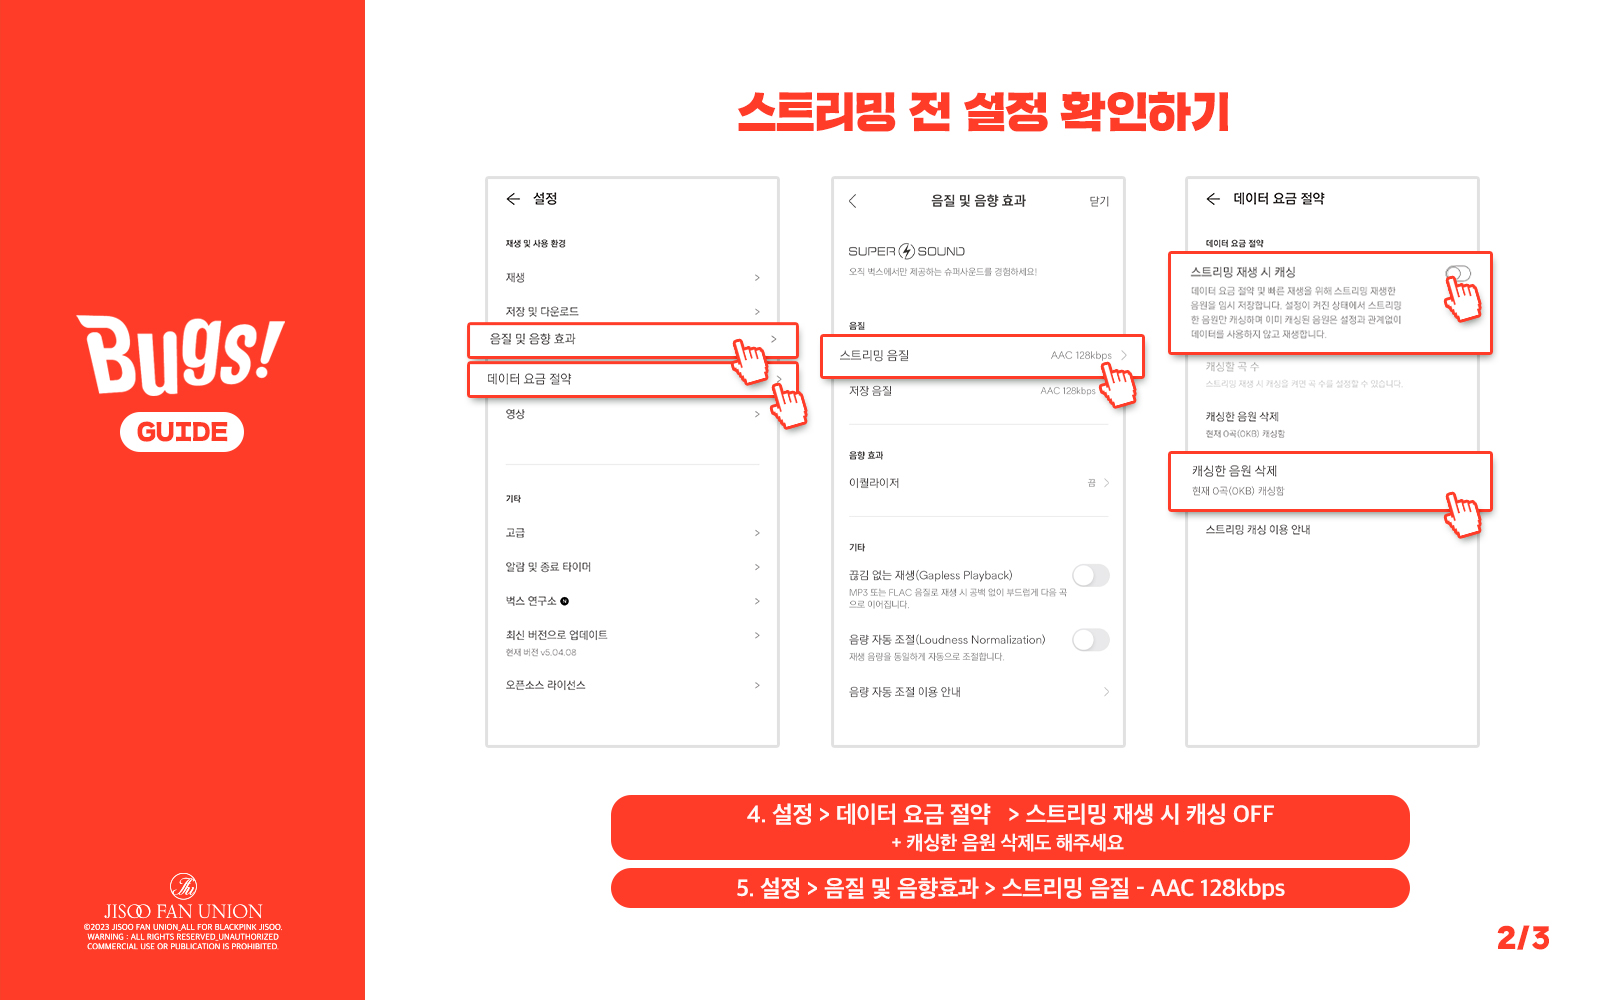 Bugs!
GUIDE
JISOO FAN UNION
©2023 JISOO FAN UNION_ALL FOR BLACKPINK JISOO.
WARNING : ALL RIGHTS RESERVED_UNAUTHORIZED
COMMERCIAL USE OR PUBLICATION IS PROHIBITED.
스트리밍 전 설정 확인하기
설정
재생 및 사용 환경
재생
저장 및 다운로드
음질 및 음향 효과
데이터 요금 절약
영상
기타
고급
알람 및 종료 타이머
벅스 연구소 N
최신 버전으로 업데이트
현재 버전 v5.04.08
오픈소스 라이선스
음질 및 음향 효과 닫기
SUPER SOUND
오직 벅스에서만 제공하는 슈퍼사운드를 경험하세요!
음질
스트리밍 음질 AAC 128kbps
저장 음질 AAC 128kbps
음향 효과
이퀄라이저 끔
기타
끊김 없는 재생(Gapless Playback)
MP3 또는 FLAC 음질로 재생 시 공백 없이 부드럽게 다음 곡
으로 이어집니다.
음량 자동 조절(Loudness Normalization)
재생 음량을 동일하게 자동으로 조절합니다.
음량 자동 조절 이용 안내
데이터 요금 절약
데이터 요금 절약
스트리밍 재생 시 캐싱
데이터 요금 절약 및 빠른 재생을 위해 스트리밍 재생한
음원을 임시 저장합니다. 설정이 켜진 상태에서 스트리밍
한 음원만 캐싱하며 이미 캐싱된 음원은 설정과 관계없이
데이터를 사용하지 않고 재생합니다.
캐싱할 곡 수
스트리밍 재생 시 캐싱을 켜면 곡 수를 설정할 수 있습니다.
캐싱한 음원 삭제
현재 0곡(0KB) 캐싱함
캐싱한 음원 삭제
현재 0곡(0KB) 캐싱함
스트리밍 캐싱 이용 안내
4. 설정 > 데이터 요금 절약 > 스트리밍 재생 시 캐싱 OFF
+ 캐싱한 음원 삭제도 해주세요
5. 설정 > 음질 및 음향효과 > 스트리밍 음질 - AAC 128kbps
2/3